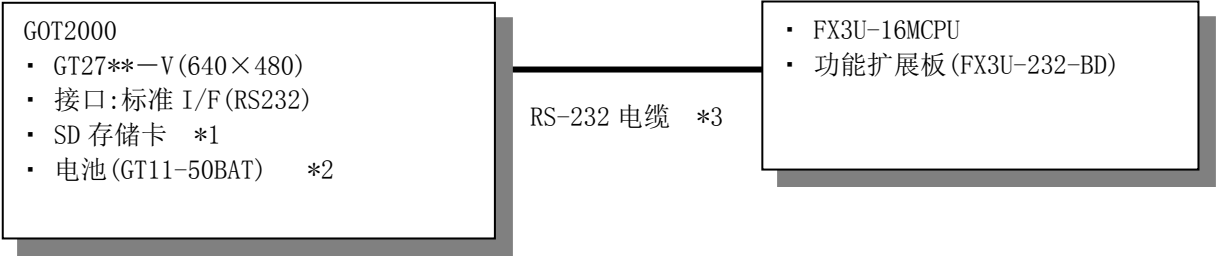 GOT2000
・ GT27**－V(640×480)
・ 接口:标准 I/F(RS232)
・ SD 存储卡 *1
・ 电池(GT11-50BAT) *2
RS-232 电缆 *3
・ FX3U-16MCPU
・ 功能扩展板(FX3U-232-BD)